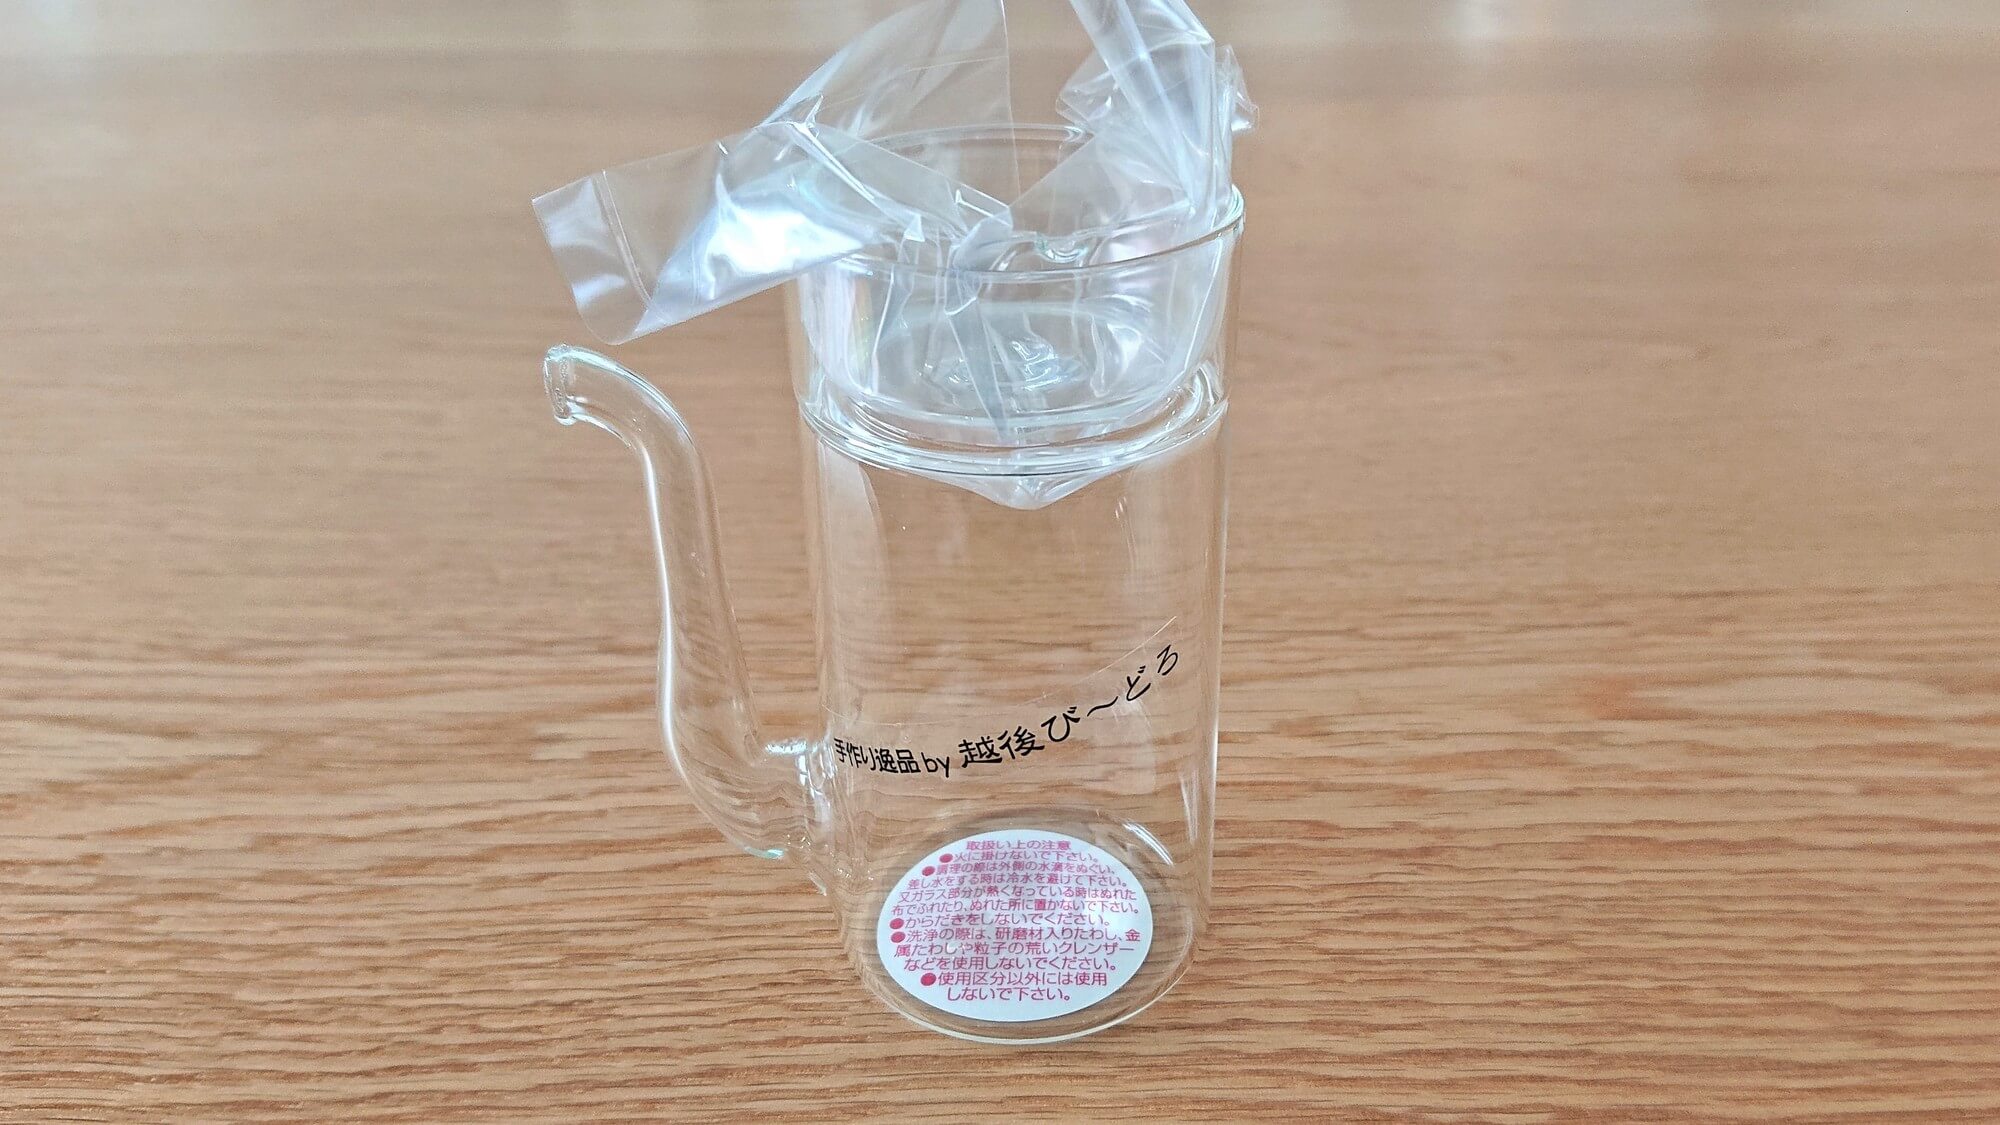 手作り逸品by越後び〜どろ
取扱い上の注意
●火に掛けないで下さい。
●調理の際は外側の水滴をぬぐい、
差し水をする時は冷水を避けて下さい。
又ガラス部分が熱くなっている時はぬれた
布でふれたり、ぬれた所に置かないで下さい。
●からだきをしないでください。
●洗浄の際は、研磨材入りたわし、金
属たわしや粒子の荒いクレンザー
などを使用しないでください。
●使用区分以外には使用
しないで下さい。